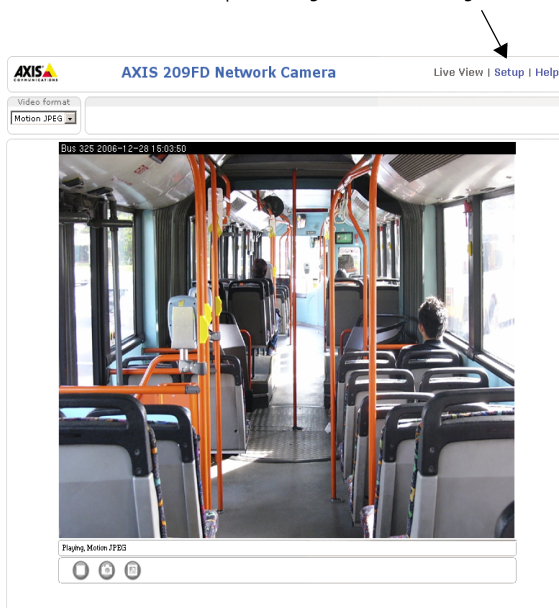 AXIS
COMMUNICATIONS
AXIS 209FD Network Camera
Live View | Setup | Help
Video format
Motion JPEG
Bus 325 2006-12-28 15:03:50
Playing, Motion JPEG